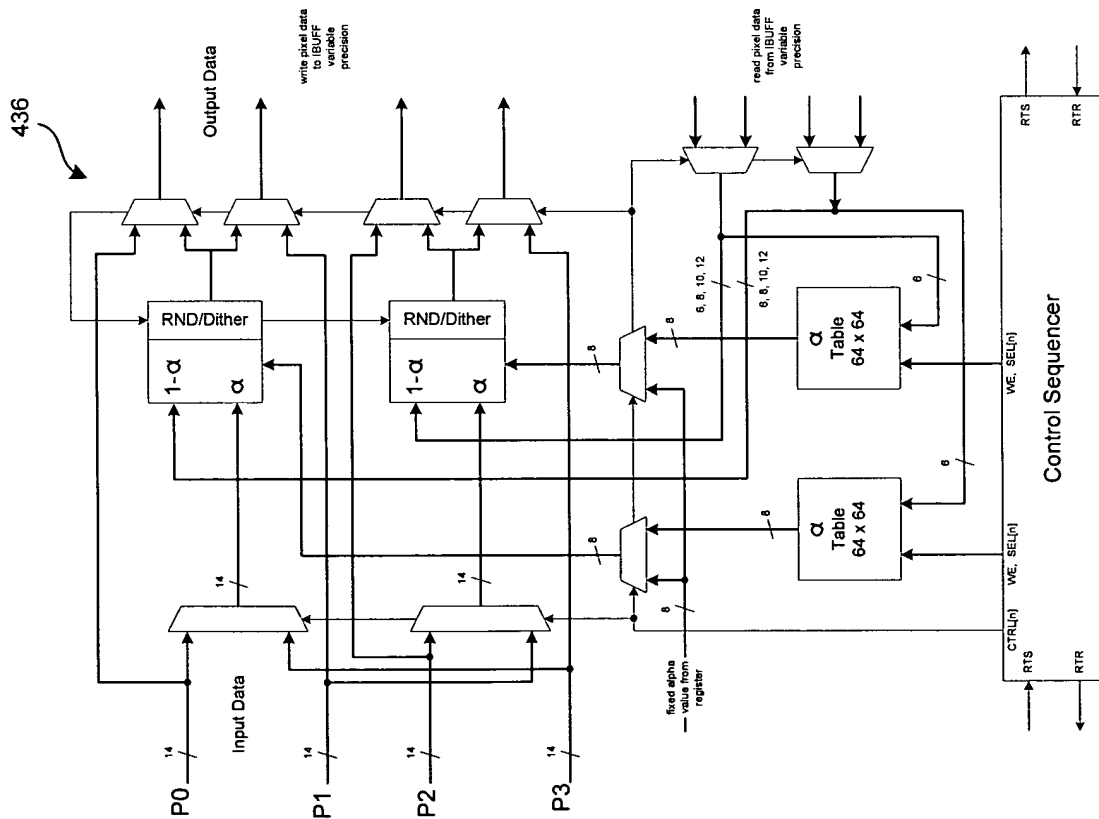 436
Output Data
write pixel data
to IBUFF
variable
precision
RND/Dither
1-α
α
RND/Dither
1-α
α
14
14
Input Data
P0
14
P1
14
P2
14
P3
14
read pixel data
from IBUFF
variable
precision
6, 8, 10, 12
6, 8, 10, 12
8
8
8
8
8
fixed alpha
value from
register
6
α
Table
64 x 64
6
α
Table
64 x 64
CTRL[n]
WE, SEL[n]
WE, SEL[n]
RTS
RTR
Control Sequencer
RTS
RTR